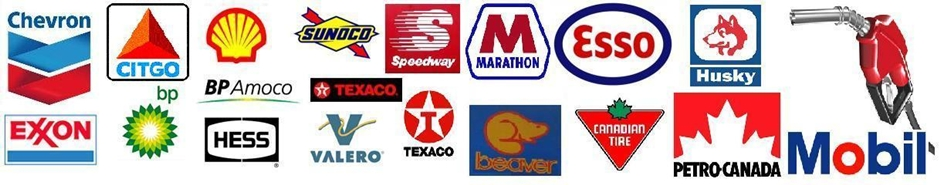 Chevron
CITGO
SUNOCO
Speedway
M
MARATHON
Esso
Husky
EXXON
bp
BP Amoco
HESS
TEXACO
VALERO
T
TEXACO
beaver
CANADIAN
TIRE
PETRO-CANADA
Mobil